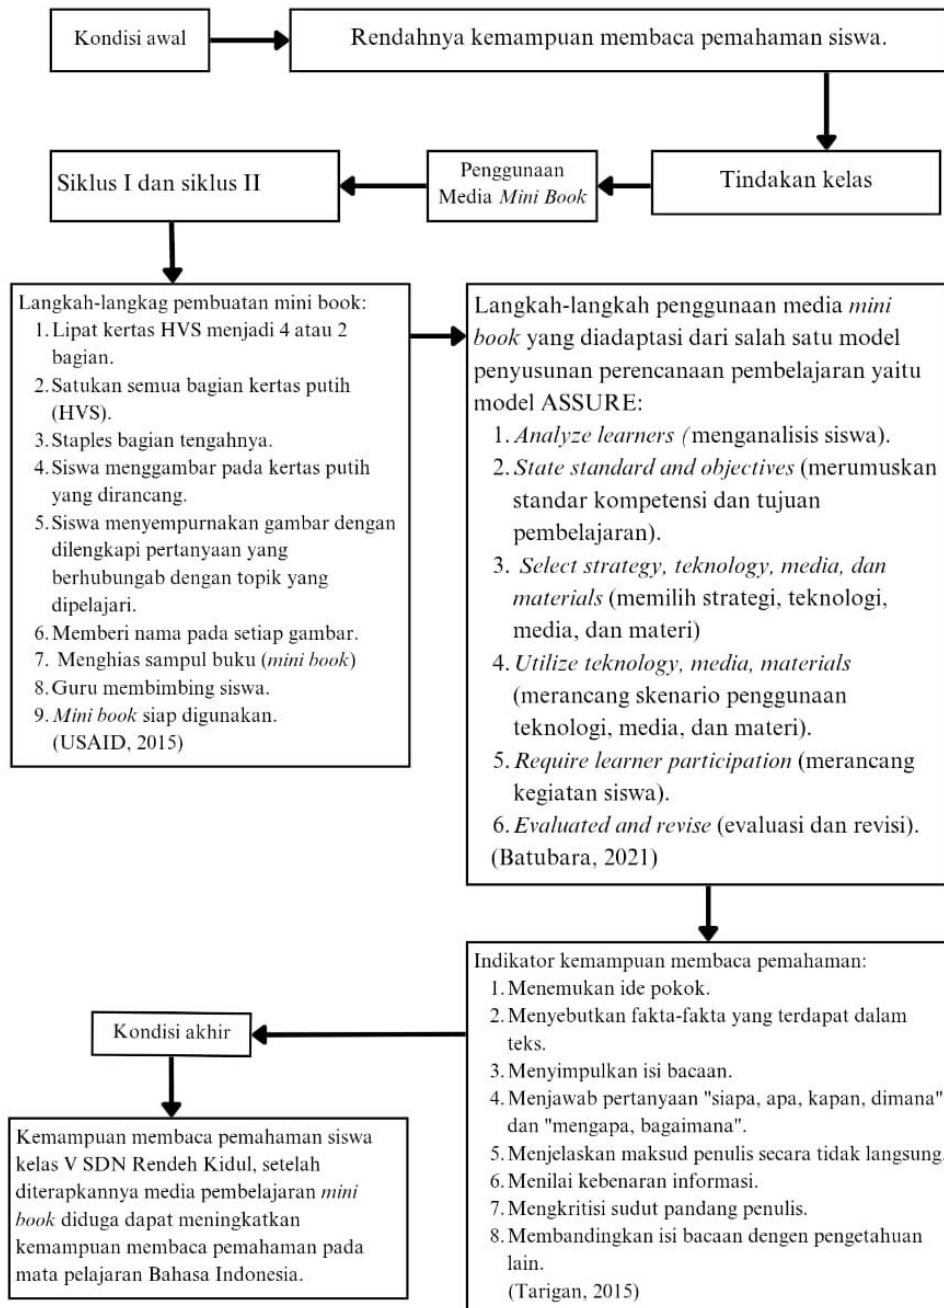 Kondisi awal
Rendahnya kemampuan membaca pemahaman siswa.
Tindakan kelas
Penggunaan
Media Mini Book
Siklus I dan siklus II
Langkah-langkag pembuatan mini book:
1. Lipat kertas HVS menjadi 4 atau 2
bagian.
2. Satukan semua bagian kertas putih
(HVS).
3. Staples bagian tengahnya.
4. Siswa menggambar pada kertas putih
yang dirancang.
5. Siswa menyempurnakan gambar dengan
dilengkapi pertanyaan yang
berhubungab dengan topik yang
dipelajari.
6. Memberi nama pada setiap gambar.
7. Menghias sampul buku (mini book)
8. Guru membimbing siswa.
9. Mini book siap digunakan.
(USAID, 2015)
Langkah-langkah penggunaan media mini
book yang diadaptasi dari salah satu model
penyusunan perencanaan pembelajaran yaitu
model ASSURE:
1. Analyze learners (menganalisis siswa).
2. State standard and objectives (merumuskan
standar kompetensi dan tujuan
pembelajaran).
3. Select strategy, teknology, media, dan
materials (memilih strategi, teknologi,
media, dan materi)
4. Utilize teknology, media, materials
(merancang skenario penggunaan
teknologi, media, dan materi).
5. Require learner participation (merancang
kegiatan siswa).
6. Evaluated and revise (evaluasi dan revisi).
(Batubara, 2021)
Indikator kemampuan membaca pemahaman:
1. Menemukan ide pokok.
2. Menyebutkan fakta-fakta yang terdapat dalam
teks.
3. Menyimpulkan isi bacaan.
4. Menjawab pertanyaan "siapa, apa, kapan, dimana"
dan "mengapa, bagaimana".
5. Menjelaskan maksud penulis secara tidak langsung.
6. Menilai kebenaran informasi.
7. Mengkritisi sudut pandang penulis.
8. Membandingkan isi bacaan dengen pengetahuan
lain.
(Tarigan, 2015)
Kondisi akhir
Kemampuan membaca pemahaman siswa
kelas V SDN Rendeh Kidul, setelah
diterapkannya media pembelajaran mini
book diduga dapat meningkatkan
kemampuan membaca pemahaman pada
mata pelajaran Bahasa Indonesia.